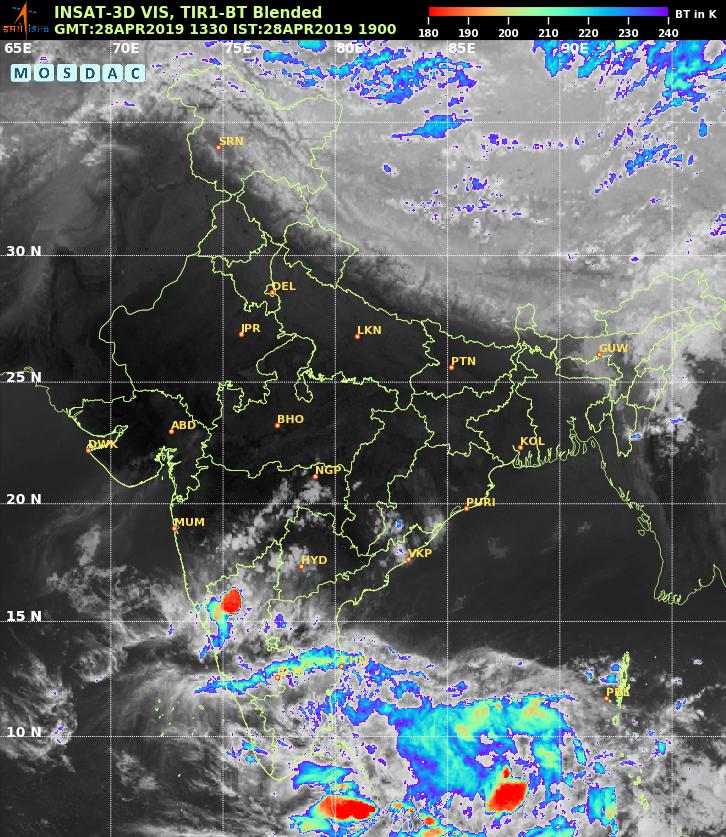 INSAT-3D VIS, TIR1-BT Blended
GMT:28APR2019 1330 IST:28APR2019 1900
BT in K
180 190 200 210 220 230 240
65E 70E 75E 80E 85E 90E
MOSDAC
SRN
30 N
DEL
JPR
LKN
GUW
PTN
25 N
ABD
BHO
DWK
KOL
NGP
20 N
PURI
MUM
VKP
HYD
15 N
10 N